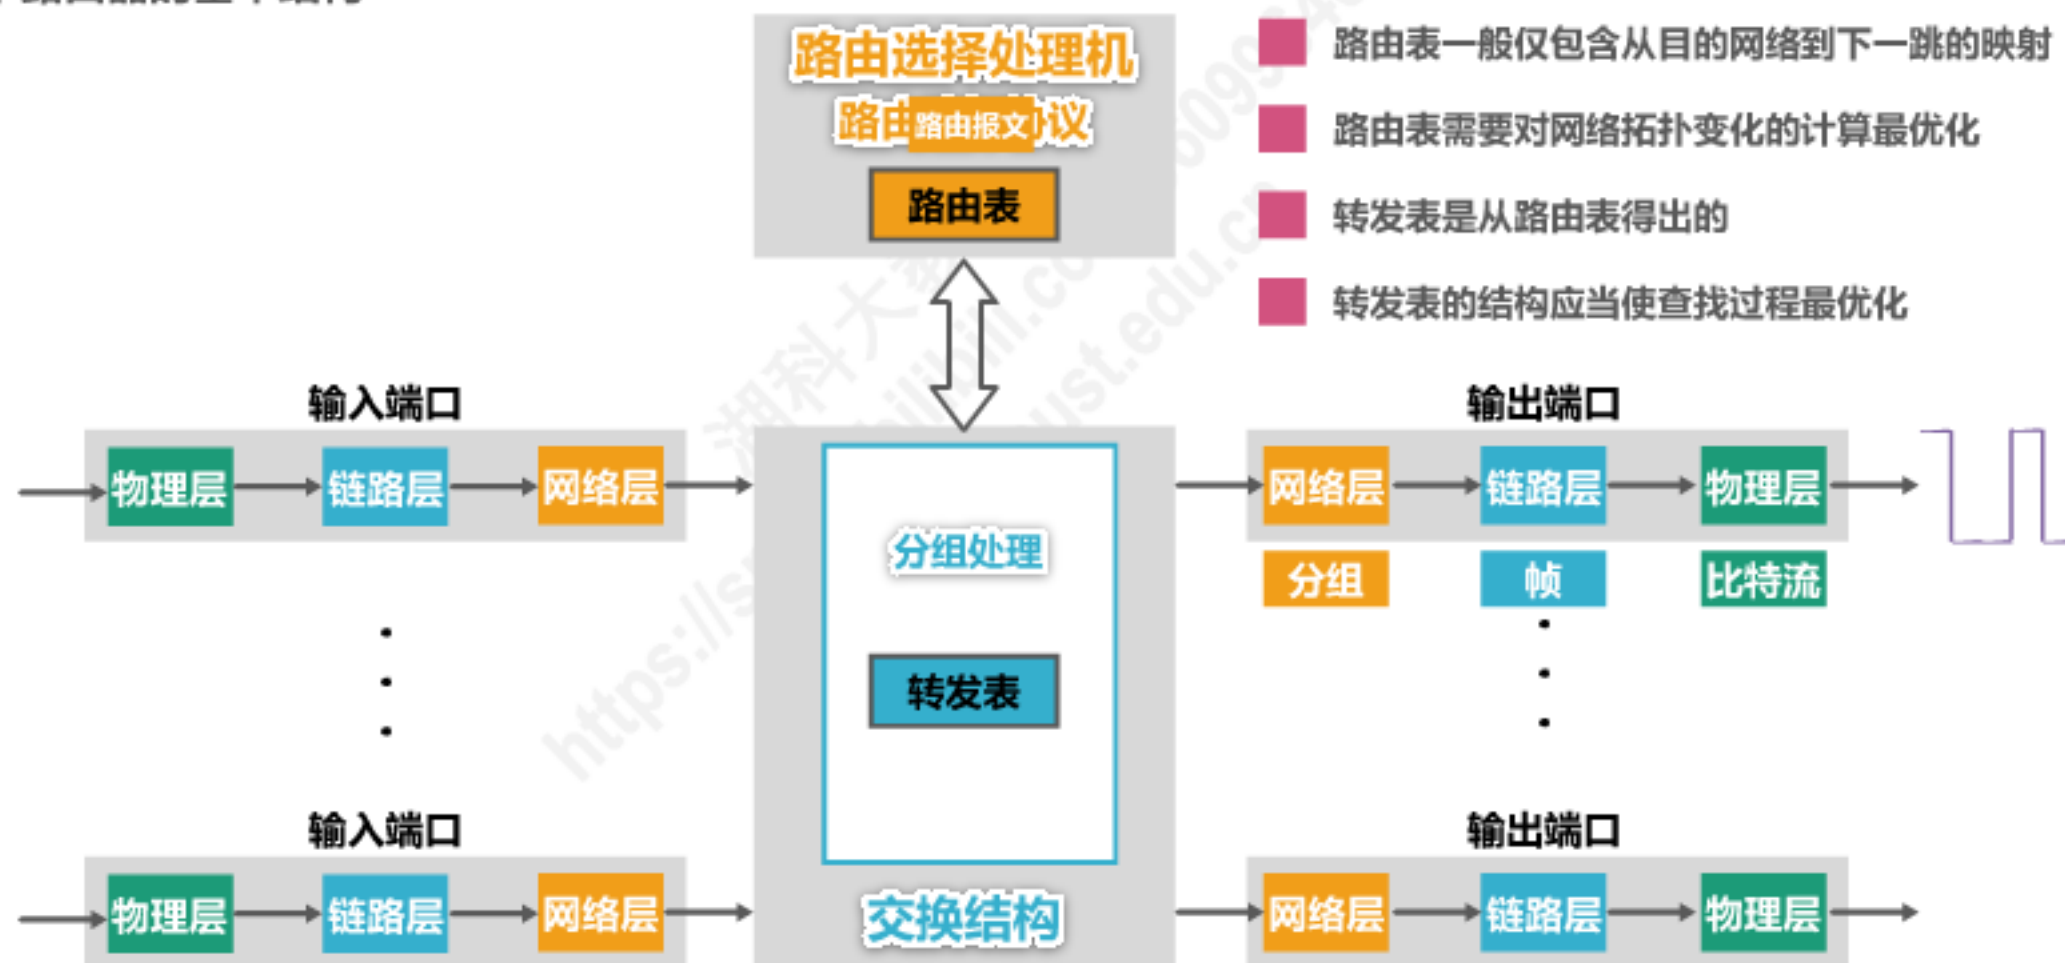 路由选择处理机
路由报文
路由表
路由表一般仅包含从目的网络到下一跳的映射
路由表需要对网络拓扑变化的计算最优化
转发表是从路由表得出的
转发表的结构应当使查找过程最优化
输入端口
物理层
链路层
网络层
分组处理
转发表
交换结构
输出端口
网络层
链路层
物理层
分组
帧
比特流
输入端口
物理层
链路层
网络层
输出端口
网络层
链路层
物理层